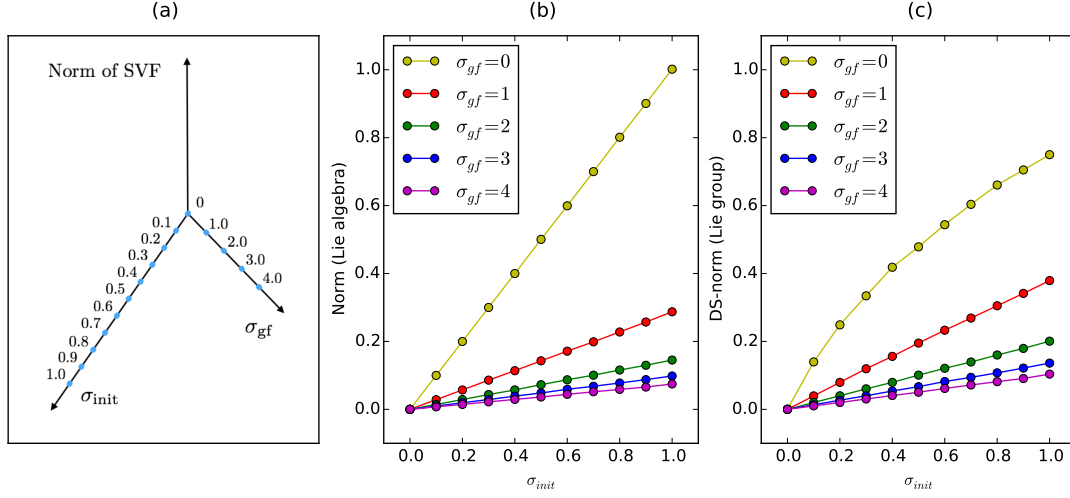 (a)
Norm of SVF
0
0.1
0.2
0.3
0.4
0.5
0.6
0.7
0.8
0.9
1.0
σinit
1.0
2.0
3.0
4.0
σgf
(b)
σgf=0
σgf=1
σgf=2
σgf=3
σgf=4
Norm (Lie algebra)
1.0
0.8
0.6
0.4
0.2
0.0
0.0 0.2 0.4 0.6 0.8 1.0
σinit
(c)
σgf=0
σgf=1
σgf=2
σgf=3
σgf=4
DS-norm (Lie group)
1.0
0.8
0.6
0.4
0.2
0.0
0.0 0.2 0.4 0.6 0.8 1.0
σinit